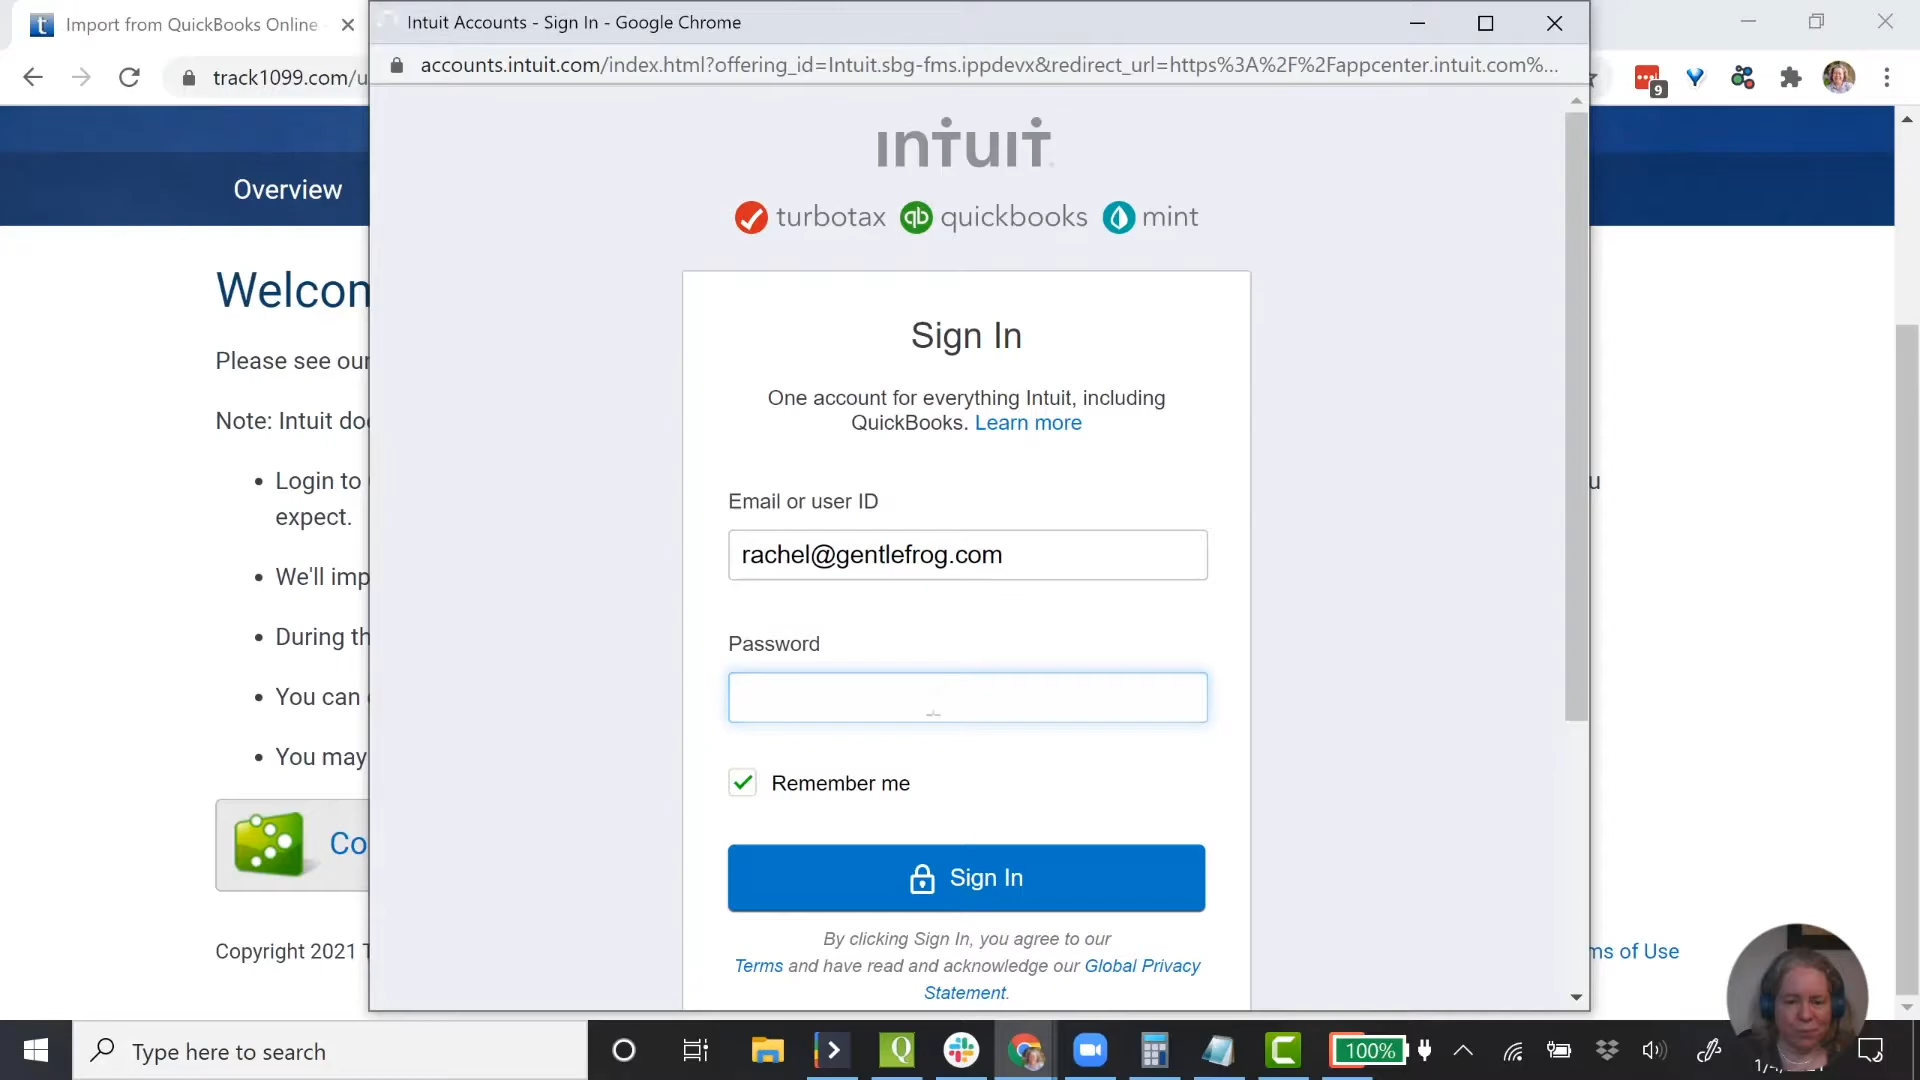 Import from QuickBooks Online
Intuit Accounts - Sign In - Google Chrome
track1099.com/u
accounts.intuit.com/index.html?offering_id=Intuit.sbg-fms.ippdevx&redirect_url=https%3A%2F%2Fappcenter.intuit.com%...
9
intuit
turbotax quickbooks mint
Overview
Welcom
Please see our
Note: Intuit doe
Login to
expect.
We'll imp
During th
You can
You may
Co
Copyright 2021 T
Sign In
One account for everything Intuit, including
QuickBooks. Learn more
Email or user ID
rachel@gentlefrog.com
Password
Remember me
Sign In
By clicking Sign In, you agree to our
Terms and have read and acknowledge our Global Privacy
Statement.
u
ms of Use
Type here to search
100%